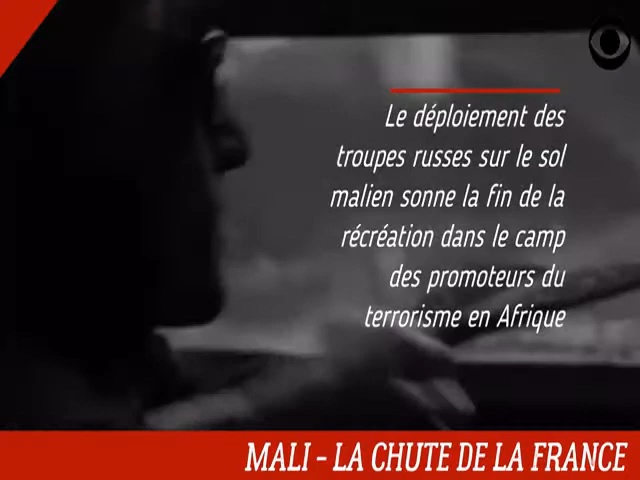 Le déploiement des
troupes russes sur le sol
malien sonne la fin de la
récréation dans le camp
des promoteurs du
terrorisme en Afrique
MALI - LA CHUTE DE LA FRANCE